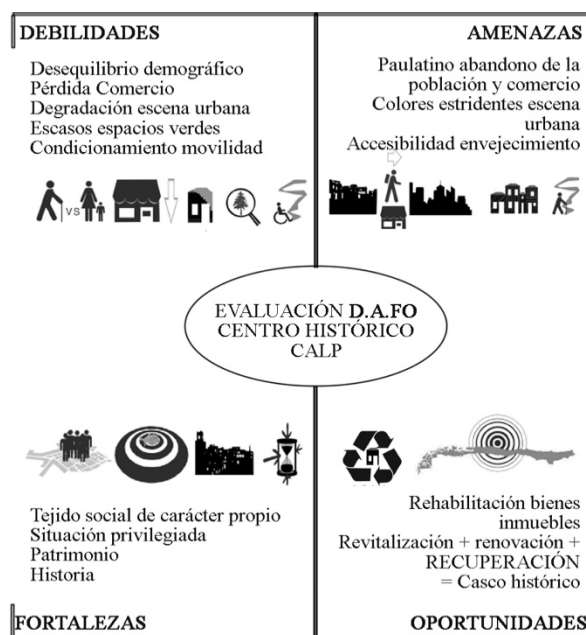 DEBILIDADES
Desequilibrio demográfico
Pérdida Comercio
Degradación escena urbana
Escasos espacios verdes
Condicionamiento movilidad
vs
AMENAZAS
Paulatino abandono de la
población y comercio
Colores estridentes escena
urbana
Accesibilidad envejecimiento
EVALUACIÓN D.A.FO
CENTRO HISTÓRICO
CALP
Tejido social de carácter propio
Situación privilegiada
Patrimonio
Historia
FORTALEZAS
Rehabilitación bienes
inmuebles
Revitalización + renovación +
RECUPERACIÓN
= Casco histórico
OPORTUNIDADES